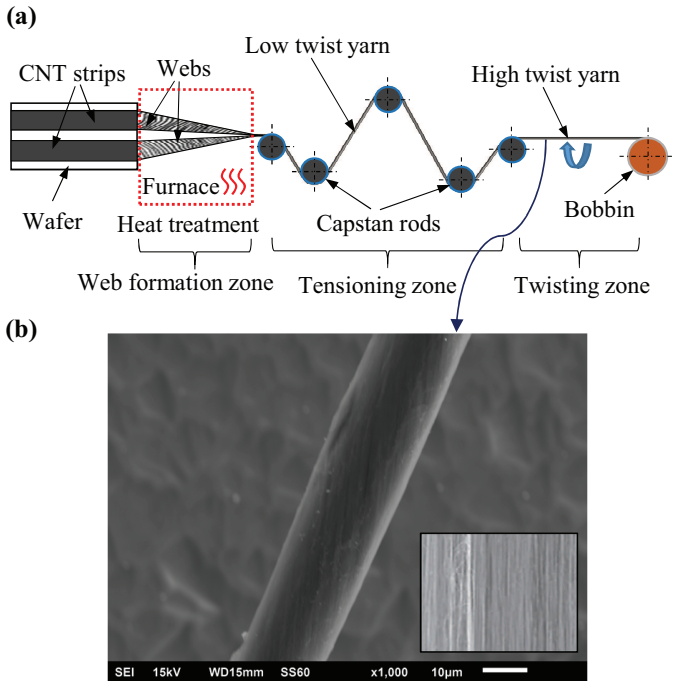 (a)
CNT strips
Webs
Low twist yarn
High twist yarn
Furnace
Wafer
Heat treatment
Capstan rods
Bobbin
Web formation zone
Tensioning zone
Twisting zone
(b)
SEI 15kV WD15mm SS60 x1,000 10μm